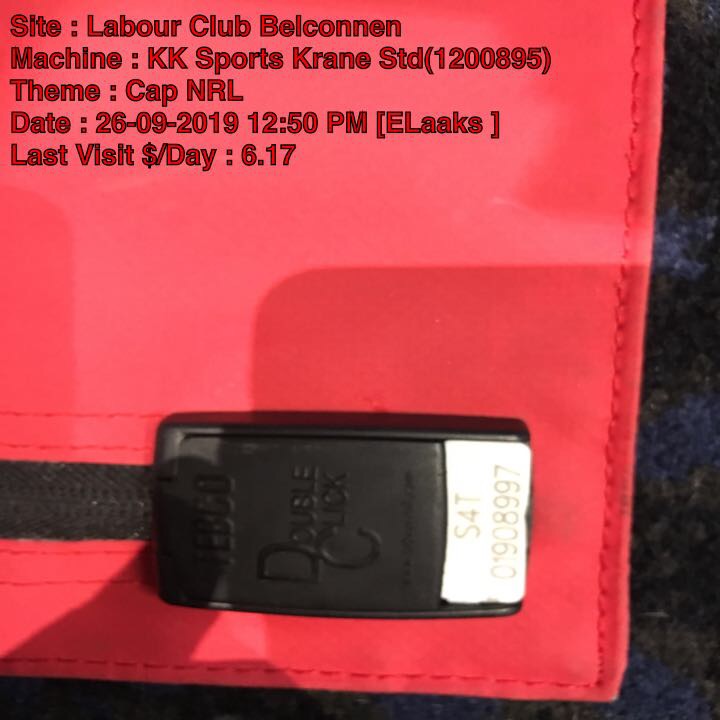 Site : Labour Club Belconnen
Machine : KK Sports Krane Std(1200895)
Theme : Cap NRL
Date : 26-09-2019 12:50 PM [ELaaks ]
Last Visit $/Day : 6.17
DOUBLE
CLICK
S4T
01908997